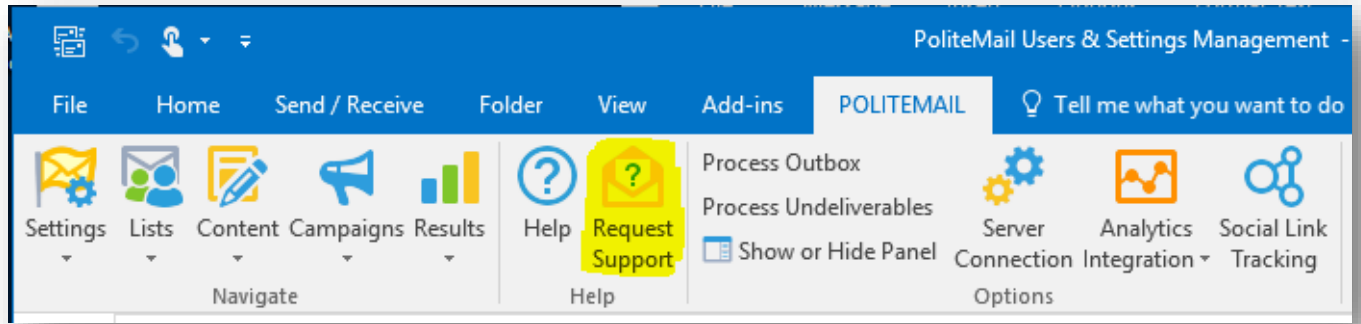 PoliteMail Users & Settings Management -
File Home Send / Receive Folder View Add-ins POLITEMAIL Tell me what you want to do
Settings Lists Content Campaigns Results
Navigate
? Help
? Request
Support
Help
Process Outbox
Process Undeliverables
Show or Hide Panel
Server
Connection
Analytics
Integration
Social Link
Tracking
Options